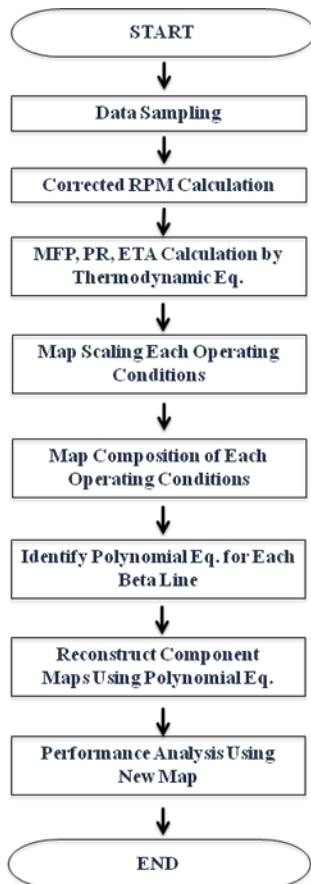 START
Data Sampling
Corrected RPM Calculation
MFP, PR, ETA Calculation by
Thermodynamic Eq.
Map Scaling Each Operating
Conditions
Map Composition of Each
Operating Conditions
Identify Polynomial Eq. for Each
Beta Line
Reconstruct Component
Maps Using Polynomial Eq.
Performance Analysis Using
New Map
END